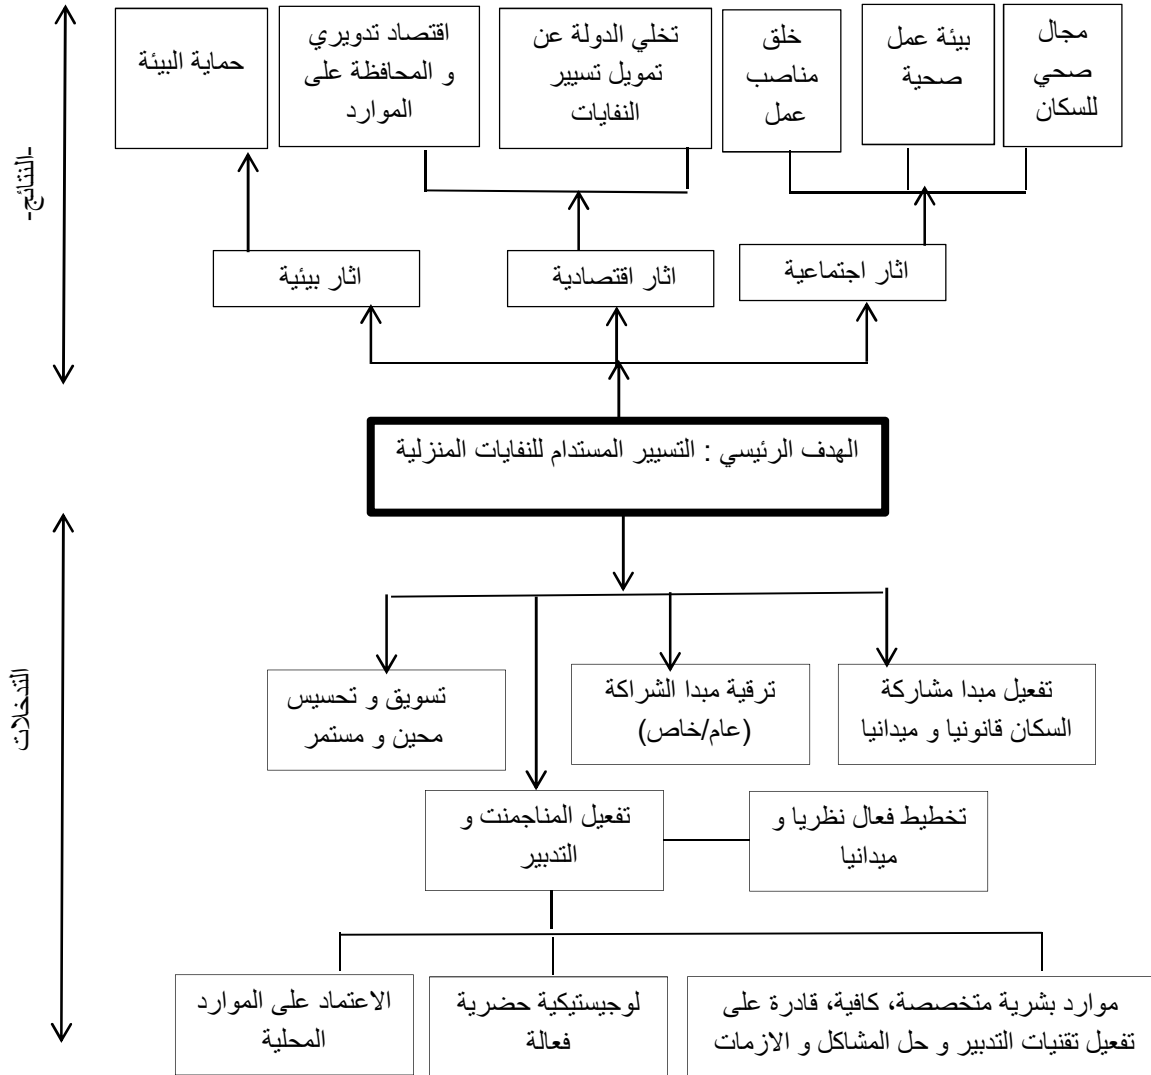 -النتائج-
مجال
صحي
للسكان
بيئة عمل
صحية
خلق
مناصب
عمل
تخلي الدولة عن
تمويل تسيير
النفايات
اقتصاد تدويري
و المحافظة على
الموارد
حماية البيئة
اثار اجتماعية
اثار اقتصادية
اثار بيئية
الهدف الرئيسي : التسيير المستدام للنفايات المنزلية
التدخلات
تفعيل مبدا مشاركة
السكان قانونيا و ميدانيا
ترقية مبدا الشراكة
(عام/خاص)
تسويق و تحسيس
محين و مستمر
تخطيط فعال نظريا و
ميدانيا
تفعيل المناجمنت و
التدبير
موارد بشرية متخصصة، كافية، قادرة على
تفعيل تقنيات التدبير و حل المشاكل و الازمات
لوجيستيكية حضرية
فعالة
الاعتماد على الموارد
المحلية